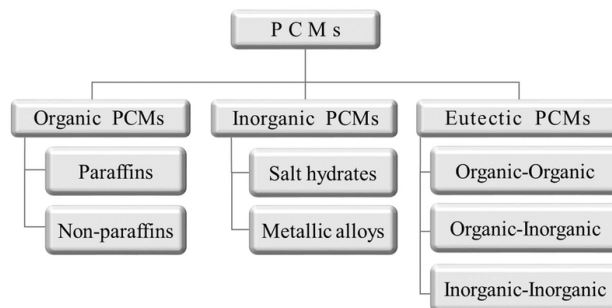 PCMs
Organic PCMs
Inorganic PCMs
Eutectic PCMs
Paraffins
Non-paraffins
Salt hydrates
Metallic alloys
Organic-Organic
Organic-Inorganic
Inorganic-Inorganic